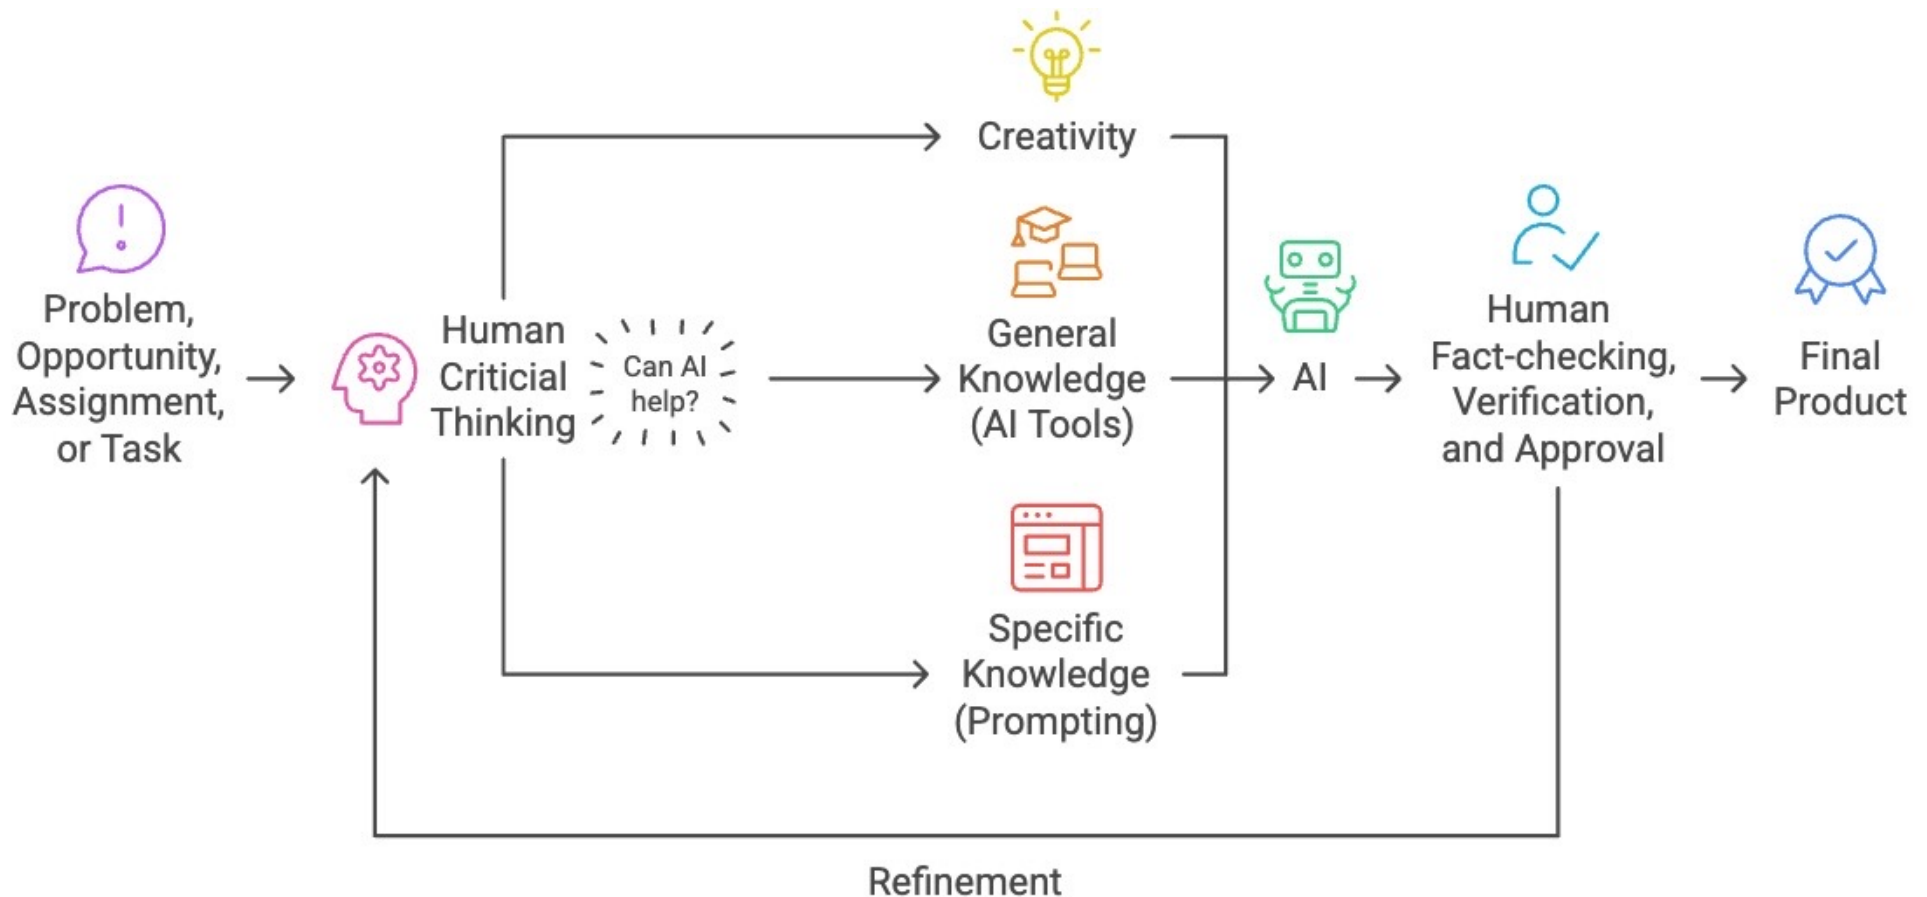 Problem,
Opportunity,
Assignment,
or Task
Human
Criticial
Thinking
Can AI
help?
Creativity
General
Knowledge
(AI Tools)
Specific
Knowledge
(Prompting)
AI
Human
Fact-checking,
Verification,
and Approval
Final
Product
Refinement